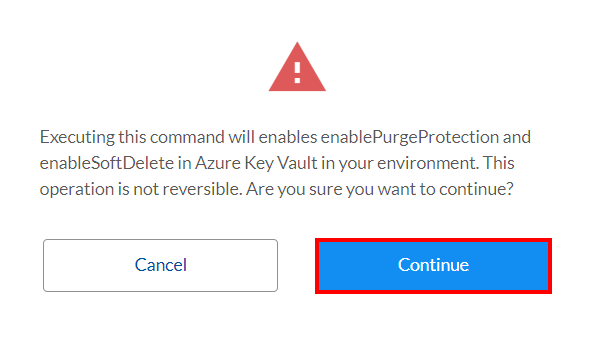 Executing this command will enables enablePurgeProtection and
enableSoftDelete in Azure Key Vault in your environment. This
operation is not reversible. Are you sure you want to continue?
Cancel
Continue